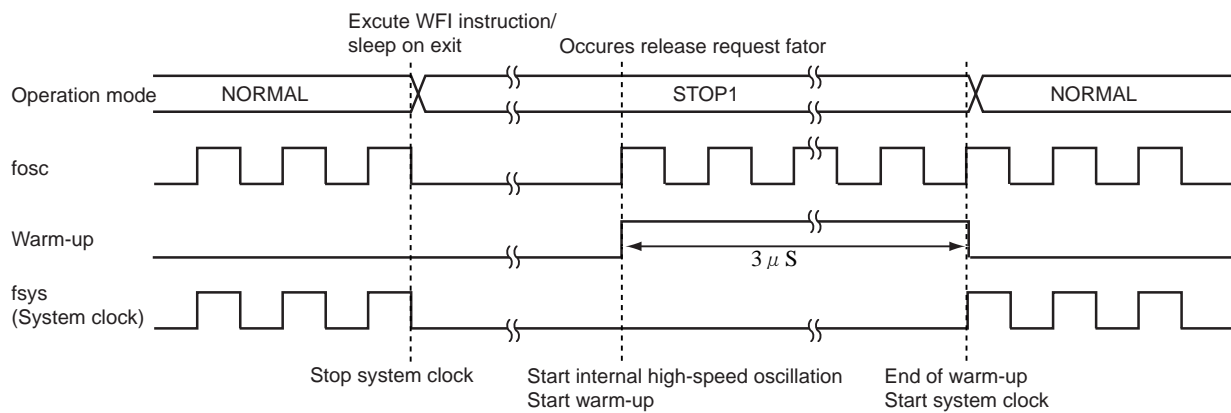 Excute WFI instruction/
sleep on exit
Occures release request fator
Operation mode
NORMAL
STOP1
NORMAL
fosc
Warm-up
3 μ S
fsys
(System clock)
Stop system clock
Start internal high-speed oscillation
Start warm-up
End of warm-up
Start system clock